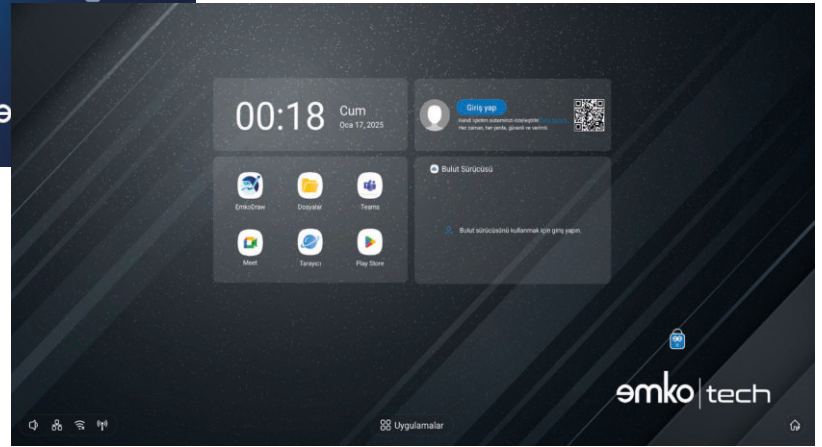 00:18
Cum
Oca 17, 2025
Giriş yap
Her zaman, her yerde, güvenli ve verimli.
EmkoDraw
Dosyalar
Teams
Meet
Tarayıcı
Play Store
Bulut Sürücüsü
Bulut sürücüsünü kullanmak için giriş yapın.
emko|tech
Uygulamalar